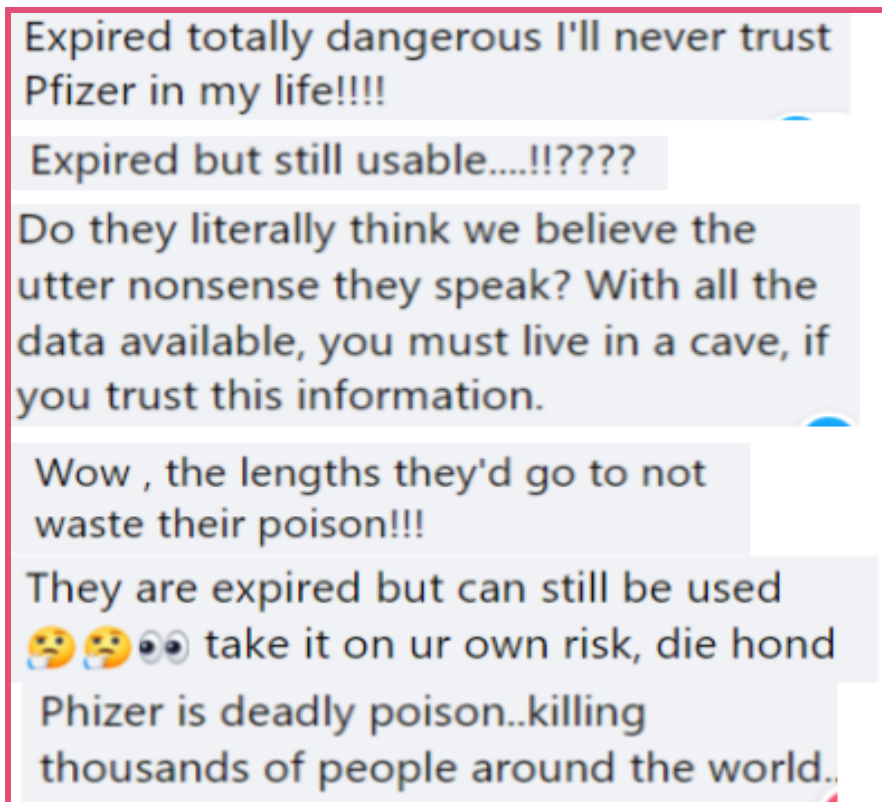 Expired totally dangerous I'll never trust
Pfizer in my life!!!!
Expired but still usable....!!????
Do they literally think we believe the
utter nonsense they speak? With all the
data available, you must live in a cave, if
you trust this information.
Wow , the lengths they'd go to not
waste their poison!!!
They are expired but can still be used
🤔🤔👀 take it on ur own risk, die hond
Phizer is deadly poison..killing
thousands of people around the world..